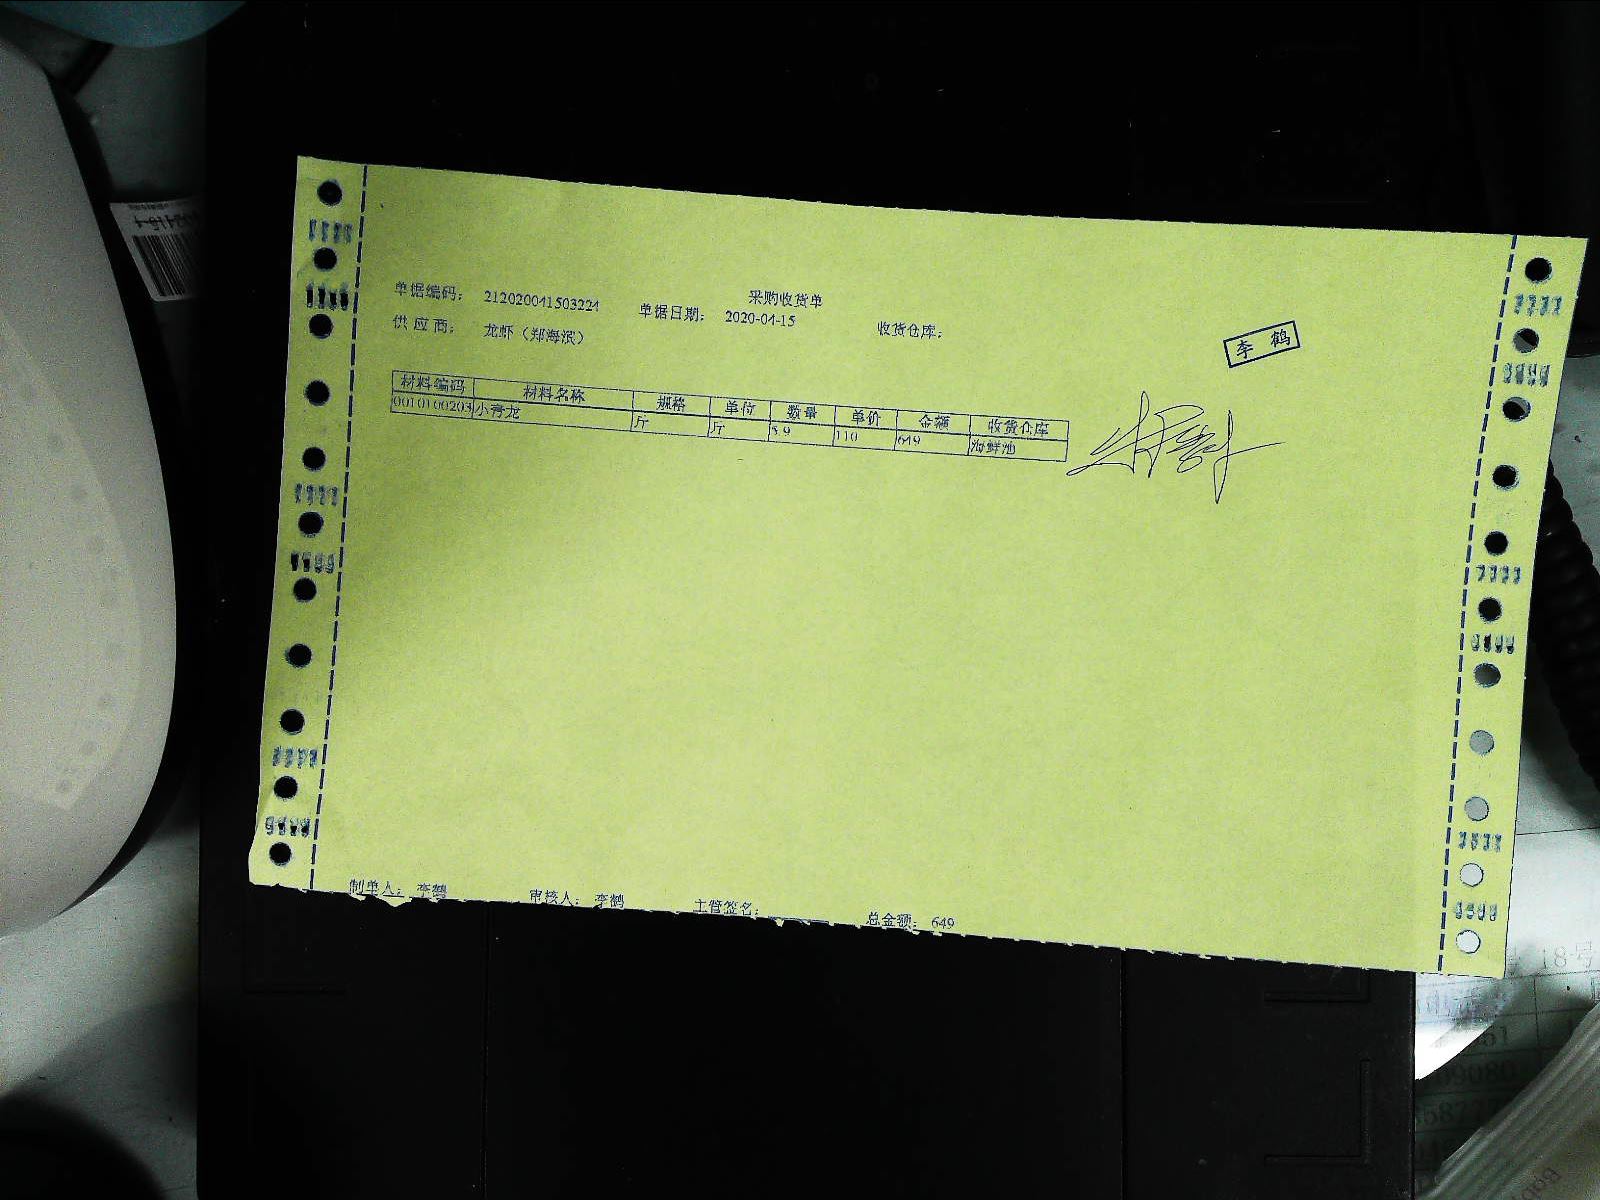 采购收货单
单据编码： 212020041503224 单据日期： 2020-04-15 收货仓库：
供应商： 龙虾（郑海滨）
李鹤
材料编码 材料名称 规格 单位 数量 单价 金额 收货仓库
0010100203 小青龙 斤 斤 5.9 110 649 海鲜池
制单人： 李鹤 审核人： 李鹤 主管签名： 总金额： 649
18号